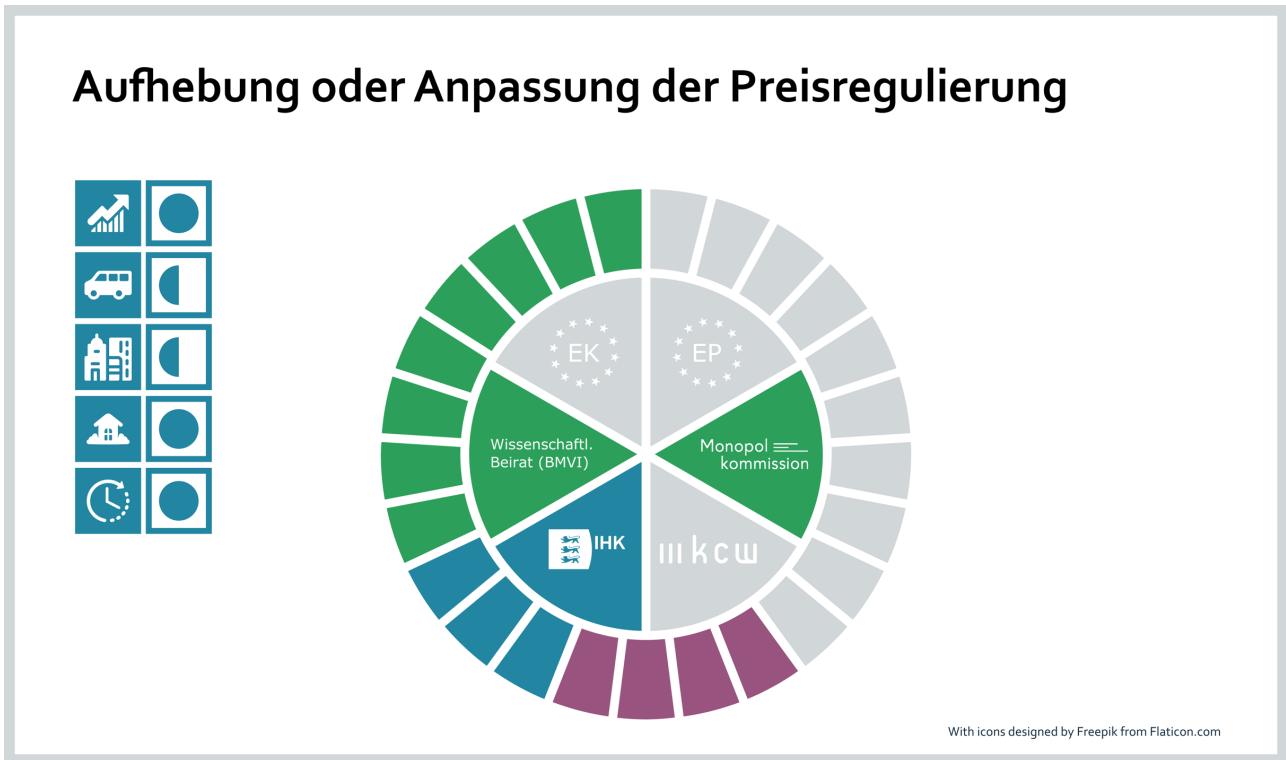 Aufhebung oder Anpassung der Preisregulierung
EK
EP
Wissenschaftl.
Beirat (BMVI)
Monopol
kommission
IHK
kcw
With icons designed by Freepik from Flaticon.com